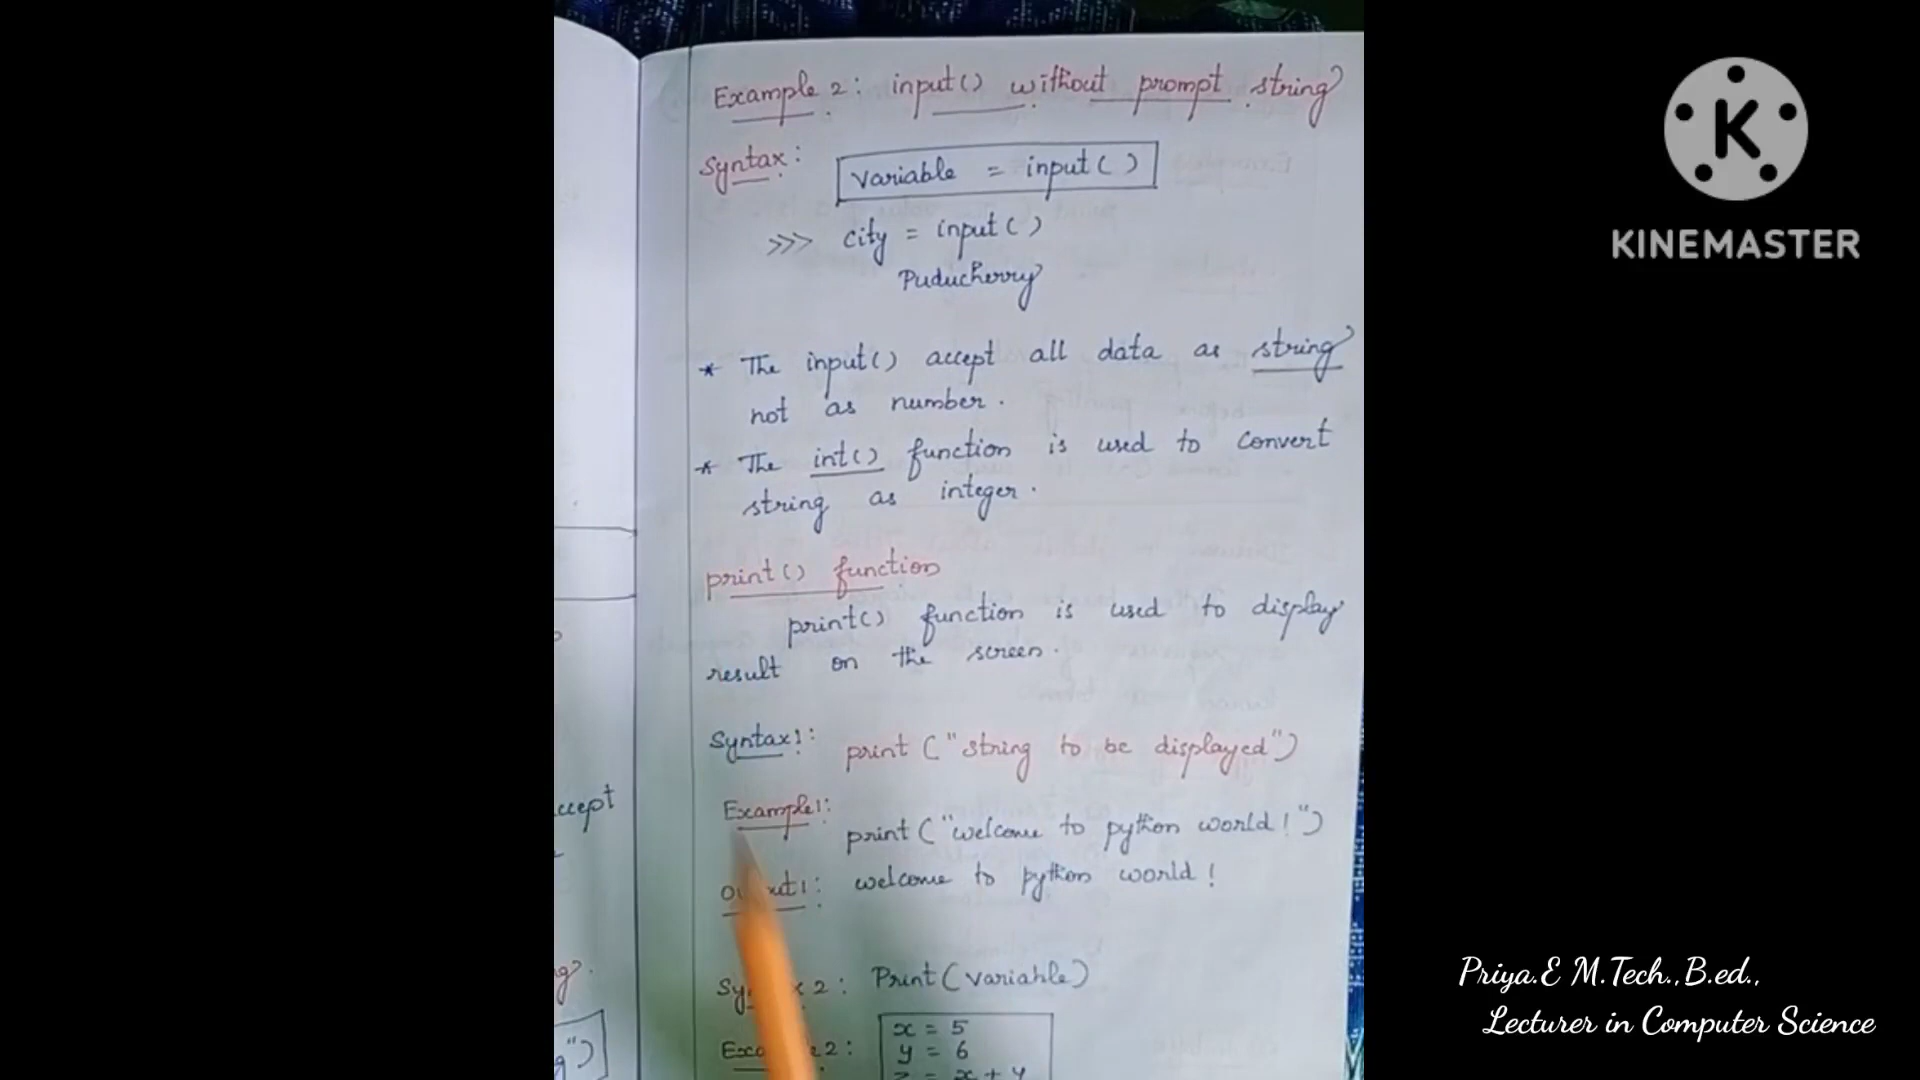 Example 2: input() without prompt string
Syntax:
variable = input()
>>> city = input()
Puducherry
* The input() accept all data as string
not as number.
* The int() function is used to convert
string as integer.
print() function
print() function is used to display
result on the screen.
Syntax1: print ("string to be displayed")
Example1:
print ("welcome to python world!")
welcome to python world!
2: Print(variable)
x = 5
2:
y = 6
z = x + y
ccept
g.
g")
K
KINEMASTER
Priya.E M.Tech.,B.ed.,
Lecturer in Computer Science